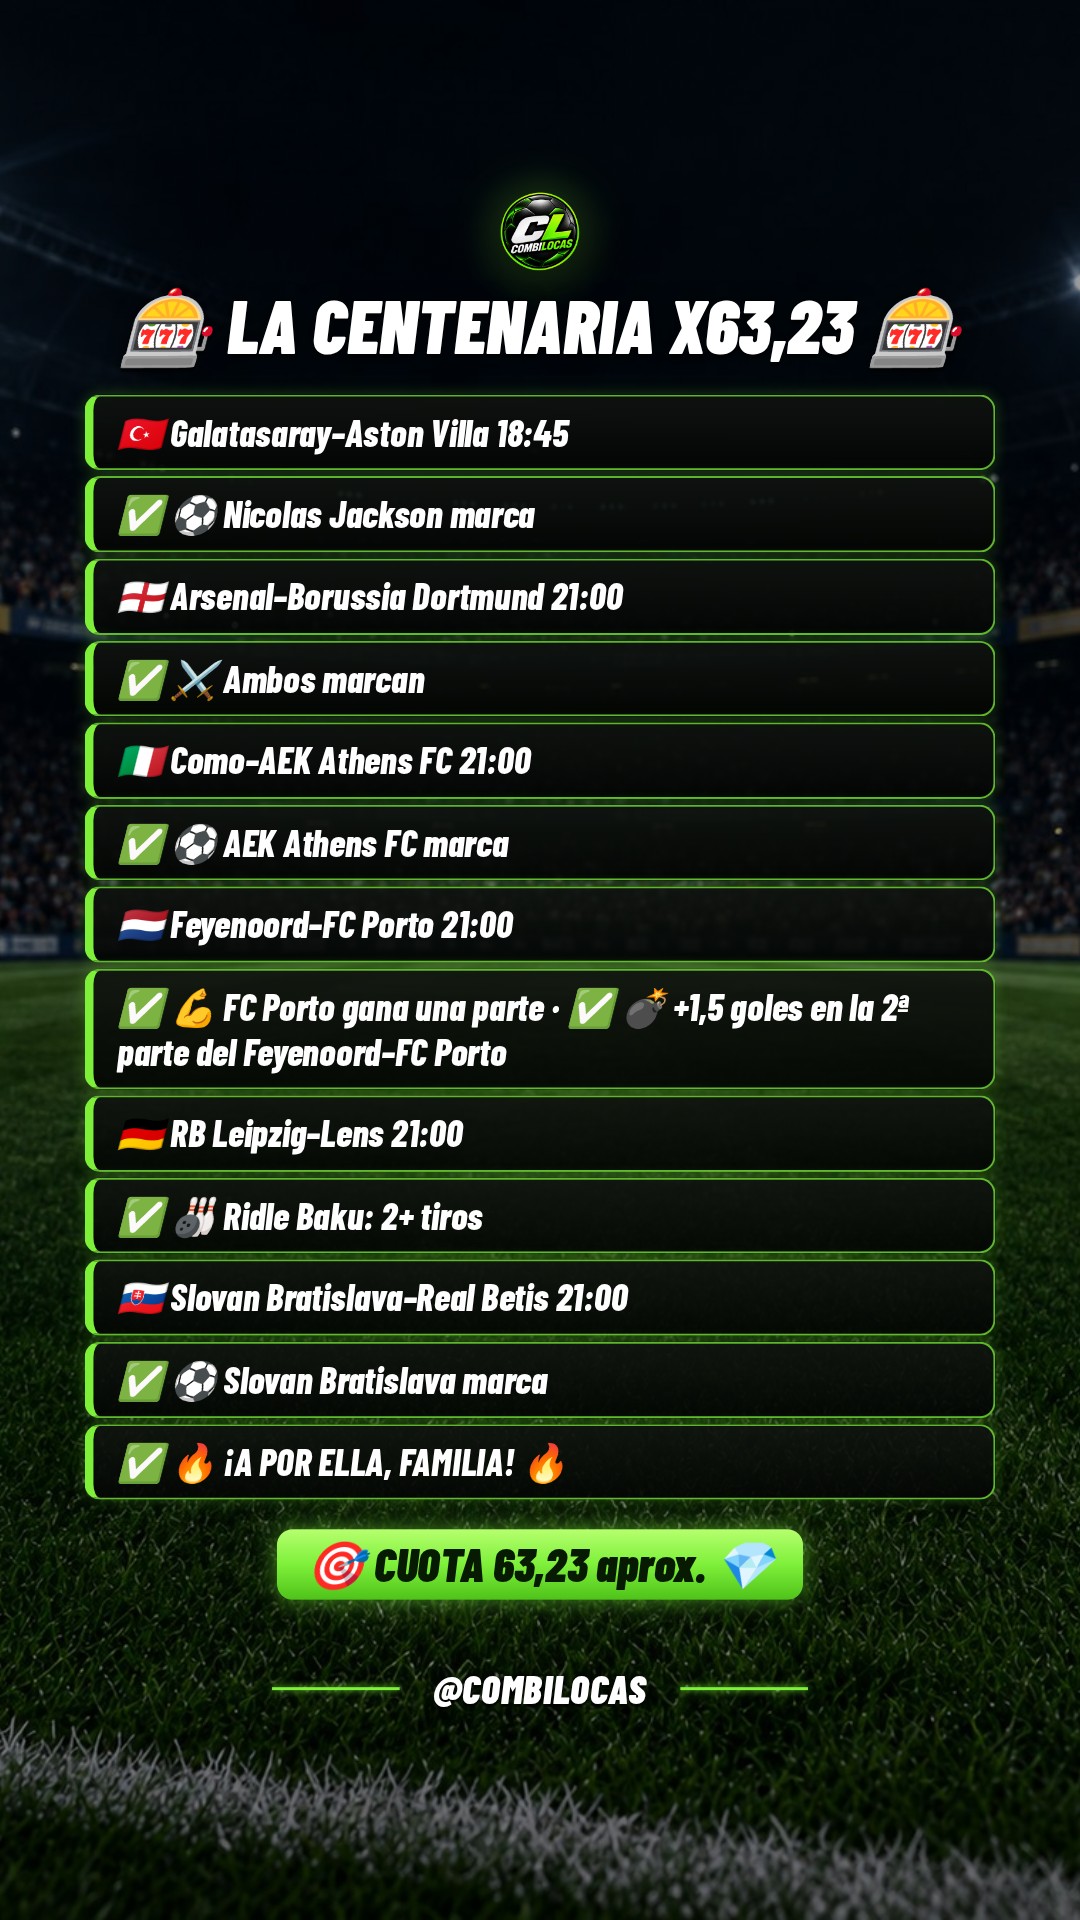 CL
COMBILOCAS
🎰 LA CENTENARIA X63,23 🎰
🇹🇷 Galatasaray-Aston Villa 18:45
✅ ⚽ Nicolas Jackson marca
🏴󠁧󠁢󠁥󠁮󠁧󠁿 Arsenal-Borussia Dortmund 21:00
✅ ⚔️ Ambos marcan
🇮🇹 Como-AEK Athens FC 21:00
✅ ⚽ AEK Athens FC marca
🇳🇱 Feyenoord-FC Porto 21:00
✅ 💪 FC Porto gana una parte · ✅ 💣 +1,5 goles en la 2ª
parte del Feyenoord-FC Porto
🇩🇪 RB Leipzig-Lens 21:00
✅ 🎳 Ridle Baku: 2+ tiros
🇸🇰 Slovan Bratislava-Real Betis 21:00
✅ ⚽ Slovan Bratislava marca
✅ 🔥 ¡A POR ELLA, FAMILIA! 🔥
🎯 CUOTA 63,23 aprox. 💎
@COMBILOCAS